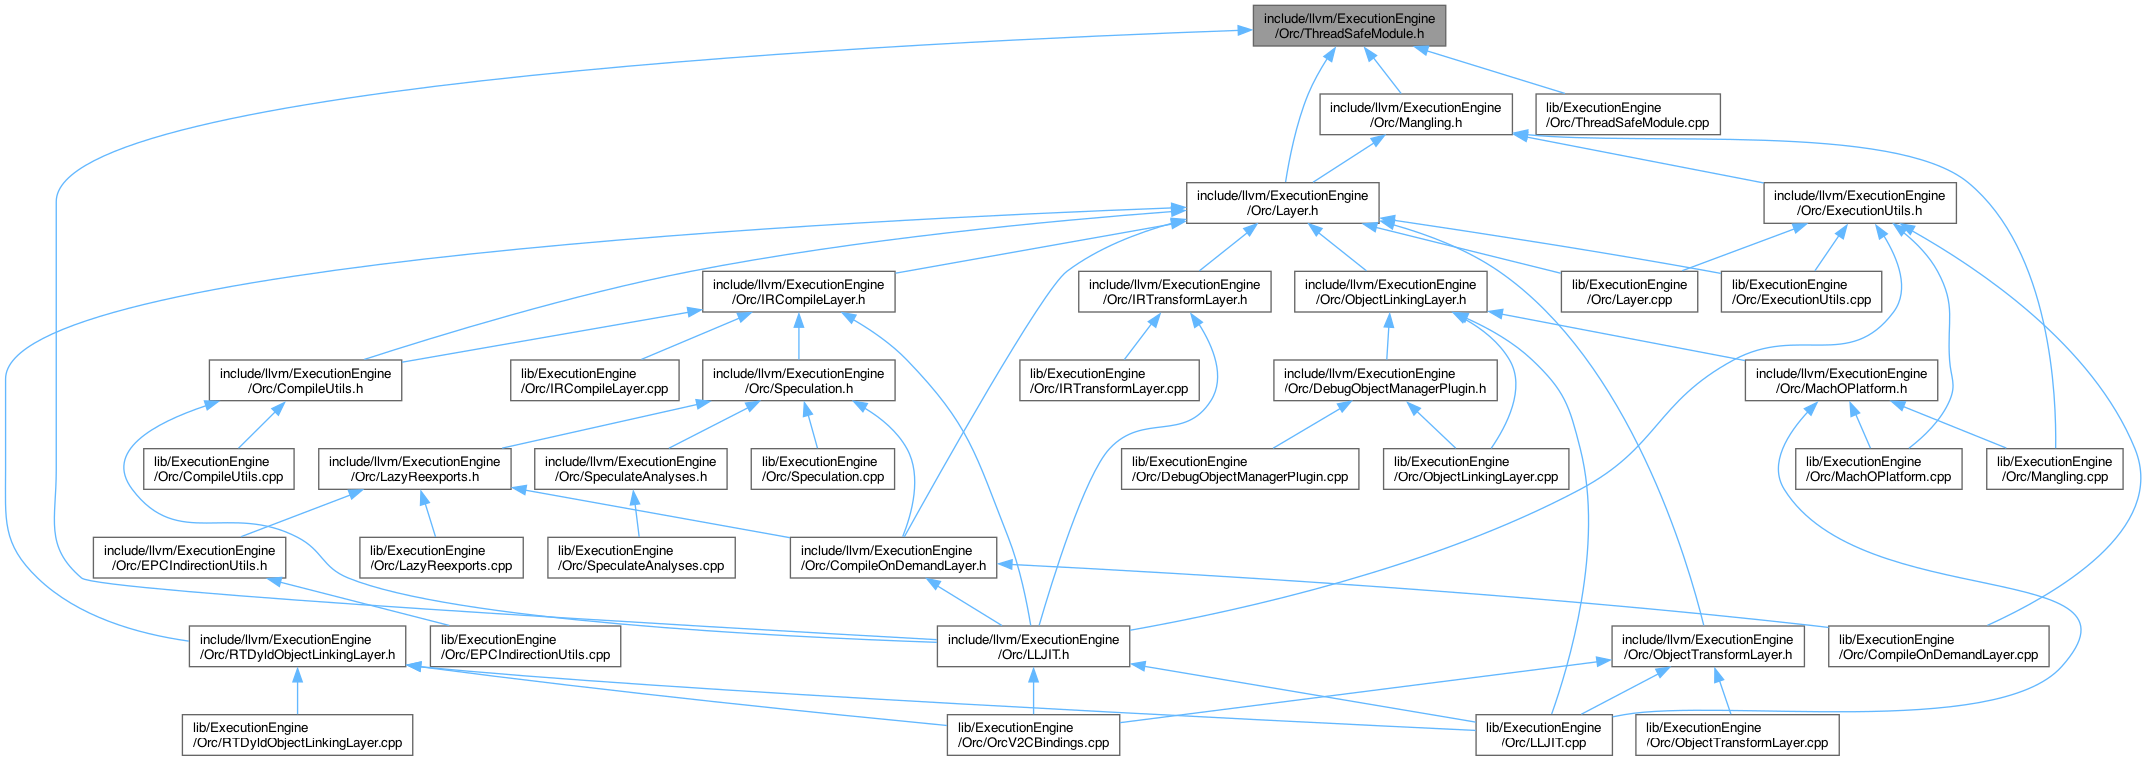 include/llvm/ExecutionEngine
/Orc/ThreadSafeModule.h
include/llvm/ExecutionEngine
/Orc/Mangling.h
lib/ExecutionEngine
/Orc/ThreadSafeModule.cpp
include/llvm/ExecutionEngine
/Orc/Layer.h
include/llvm/ExecutionEngine
/Orc/ExecutionUtils.h
include/llvm/ExecutionEngine
/Orc/IRCompileLayer.h
include/llvm/ExecutionEngine
/Orc/IRTransformLayer.h
include/llvm/ExecutionEngine
/Orc/ObjectLinkingLayer.h
lib/ExecutionEngine
/Orc/Layer.cpp
lib/ExecutionEngine
/Orc/ExecutionUtils.cpp
include/llvm/ExecutionEngine
/Orc/CompileUtils.h
lib/ExecutionEngine
/Orc/IRCompileLayer.cpp
include/llvm/ExecutionEngine
/Orc/Speculation.h
lib/ExecutionEngine
/Orc/IRTransformLayer.cpp
include/llvm/ExecutionEngine
/Orc/DebugObjectManagerPlugin.h
include/llvm/ExecutionEngine
/Orc/MachOPlatform.h
lib/ExecutionEngine
/Orc/CompileUtils.cpp
include/llvm/ExecutionEngine
/Orc/LazyReexports.h
include/llvm/ExecutionEngine
/Orc/SpeculateAnalyses.h
lib/ExecutionEngine
/Orc/Speculation.cpp
lib/ExecutionEngine
/Orc/DebugObjectManagerPlugin.cpp
lib/ExecutionEngine
/Orc/ObjectLinkingLayer.cpp
lib/ExecutionEngine
/Orc/MachOPlatform.cpp
lib/ExecutionEngine
/Orc/Mangling.cpp
include/llvm/ExecutionEngine
/Orc/EPCIndirectionUtils.h
lib/ExecutionEngine
/Orc/LazyReexports.cpp
lib/ExecutionEngine
/Orc/SpeculateAnalyses.cpp
include/llvm/ExecutionEngine
/Orc/CompileOnDemandLayer.h
include/llvm/ExecutionEngine
/Orc/RTDyldObjectLinkingLayer.h
lib/ExecutionEngine
/Orc/EPCIndirectionUtils.cpp
include/llvm/ExecutionEngine
/Orc/LLJIT.h
include/llvm/ExecutionEngine
/Orc/ObjectTransformLayer.h
lib/ExecutionEngine
/Orc/CompileOnDemandLayer.cpp
lib/ExecutionEngine
/Orc/RTDyldObjectLinkingLayer.cpp
lib/ExecutionEngine
/Orc/OrcV2CBindings.cpp
lib/ExecutionEngine
/Orc/LLJIT.cpp
lib/ExecutionEngine
/Orc/ObjectTransformLayer.cpp